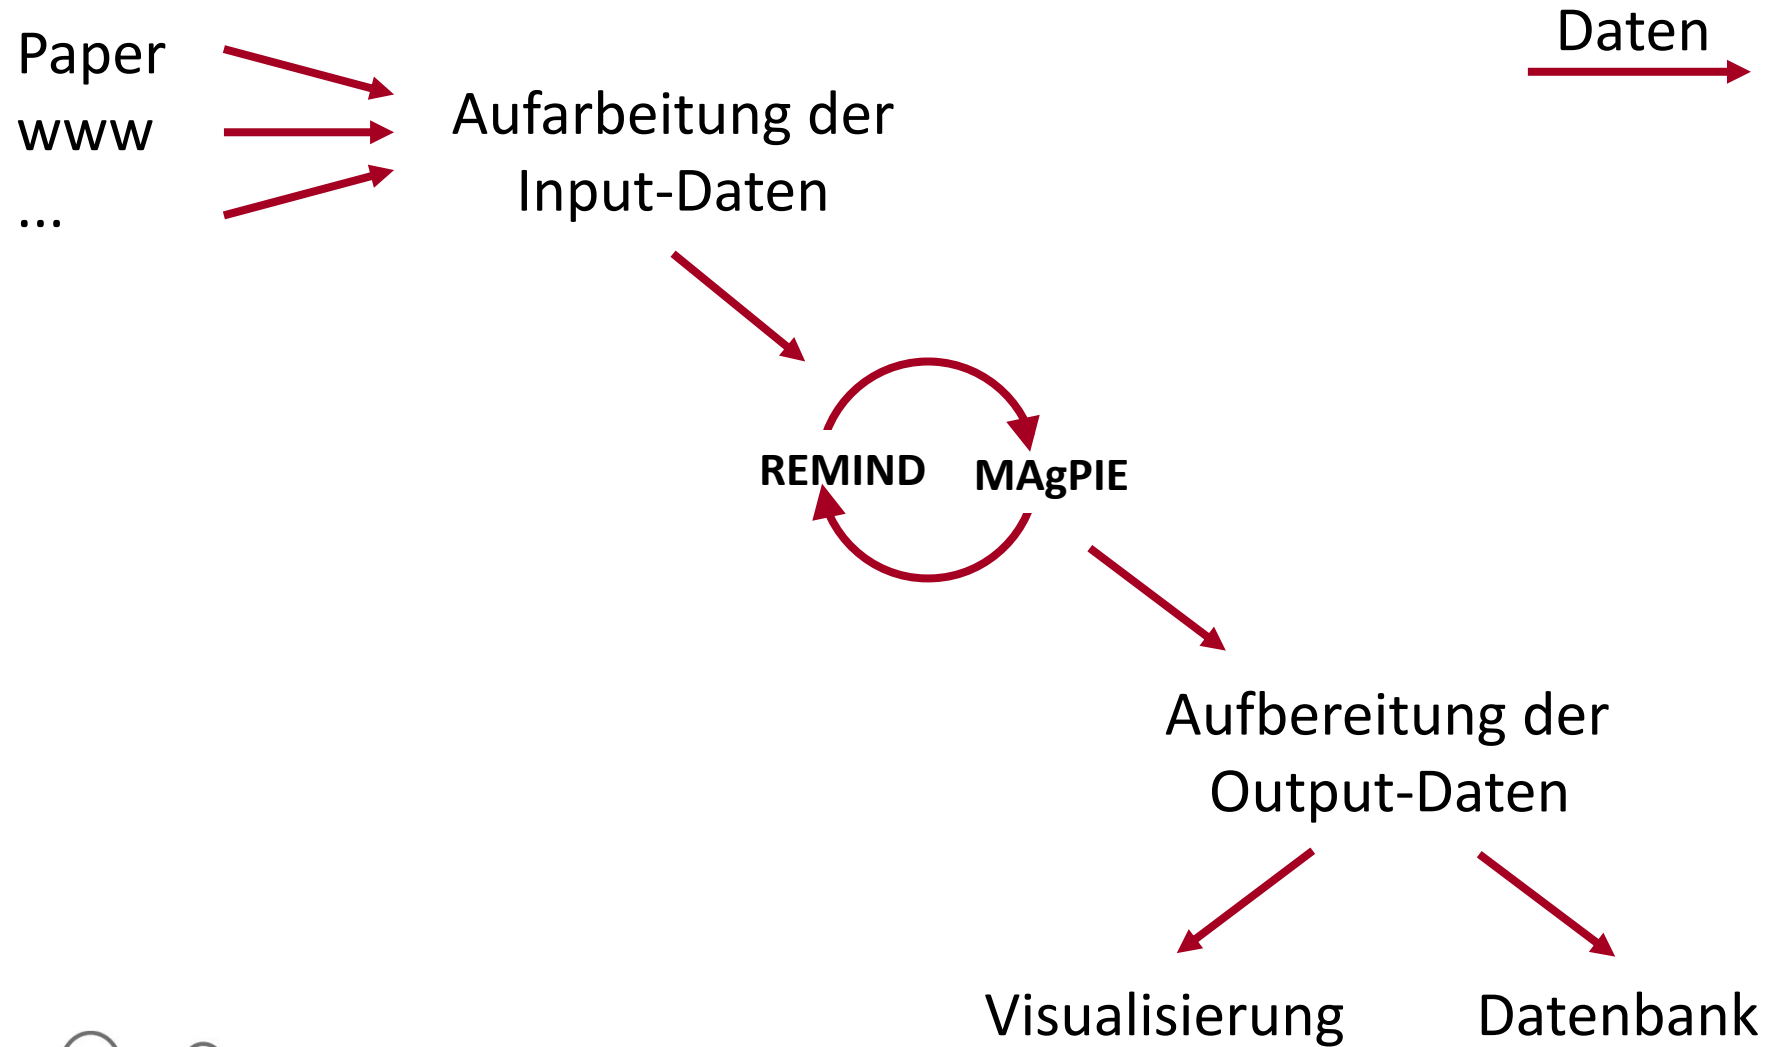 Paper
www
...
Daten
Aufarbeitung der
Input-Daten
REMIND
MAgPIE
Aufbereitung der
Output-Daten
Visualisierung
Datenbank